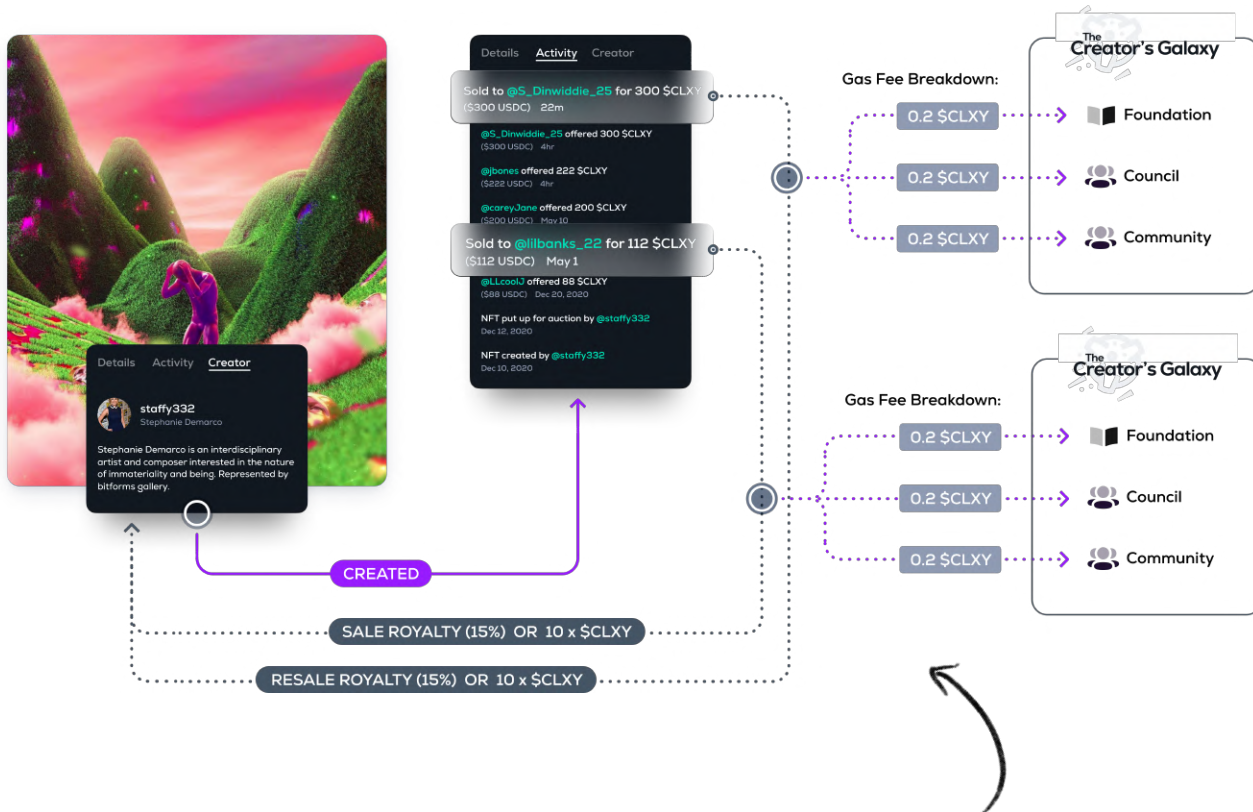 Details Activity Creator
Sold to @S_Dinwiddie_25 for 300 $CLXY
($300 USDC) 22m
@S_Dinwiddie_25 offered 300 $CLXY
($300 USDC) 4hr
@jbones offered 222 $CLXY
($222 USDC) 4hr
@careyJane offered 200 $CLXY
($200 USDC) May 10
Sold to @lilbanks_22 for 112 $CLXY
($112 USDC) May 1
@LLcoolJ offered 88 $CLXY
($88 USDC) Dec 20, 2020
NFT put up for auction by @staffy332
Dec 12, 2020
NFT created by @staffy332
Dec 10, 2020
Details Activity Creator
staffy332
Stephanie Demarco
Stephanie Demarco is an interdisciplinary
artist and composer interested in the nature
of immateriality and being. Represented by
bitforms gallery.
CREATED
SALE ROYALTY (15%) OR 10 x $CLXY
RESALE ROYALTY (15%) OR 10 x $CLXY
Gas Fee Breakdown:
0.2 $CLXY
0.2 $CLXY
0.2 $CLXY
The
Creator's Galaxy
Foundation
Council
Community
Gas Fee Breakdown:
0.2 $CLXY
0.2 $CLXY
0.2 $CLXY
The
Creator's Galaxy
Foundation
Council
Community